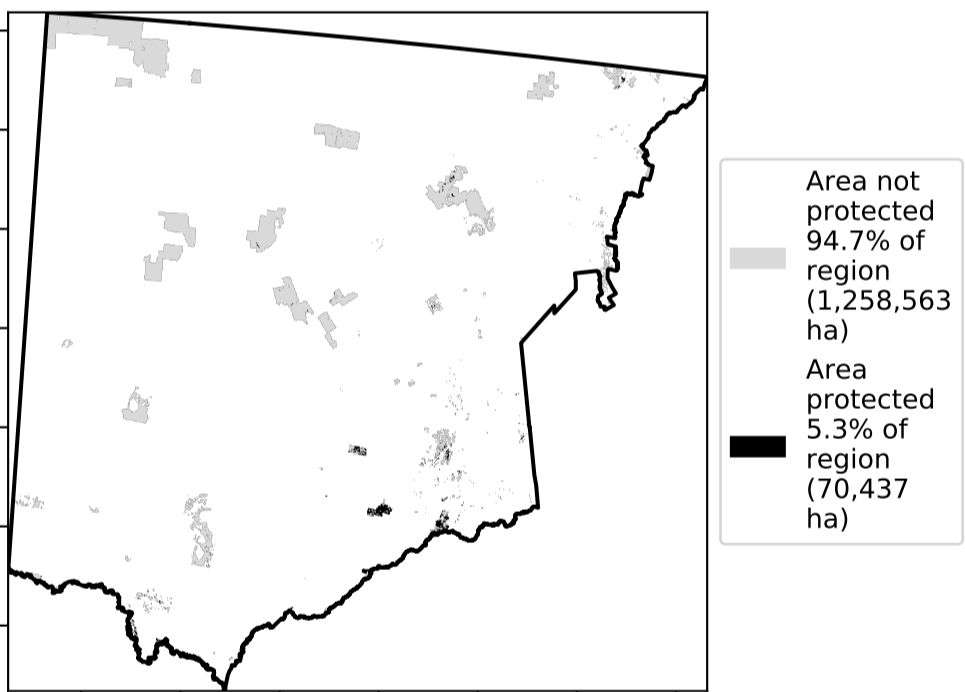 Area not
protected
94.7% of
region
(1,258,563
ha)
Area
protected
5.3% of
region
(70,437
ha)